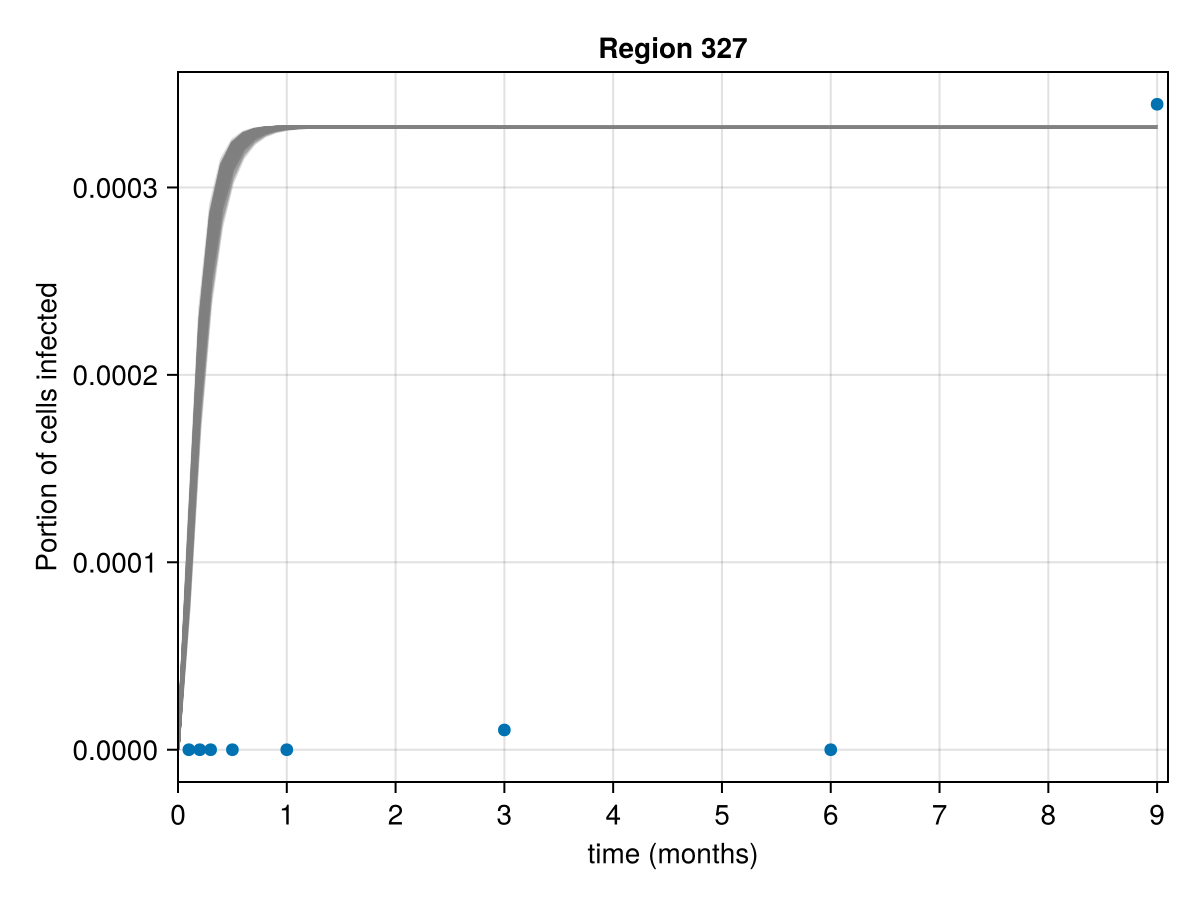 Region 327
Portion of cells infected
0.0003
0.0002
0.0001
0.0000
0 1 2 3 4 5 6 7 8 9
time (months)